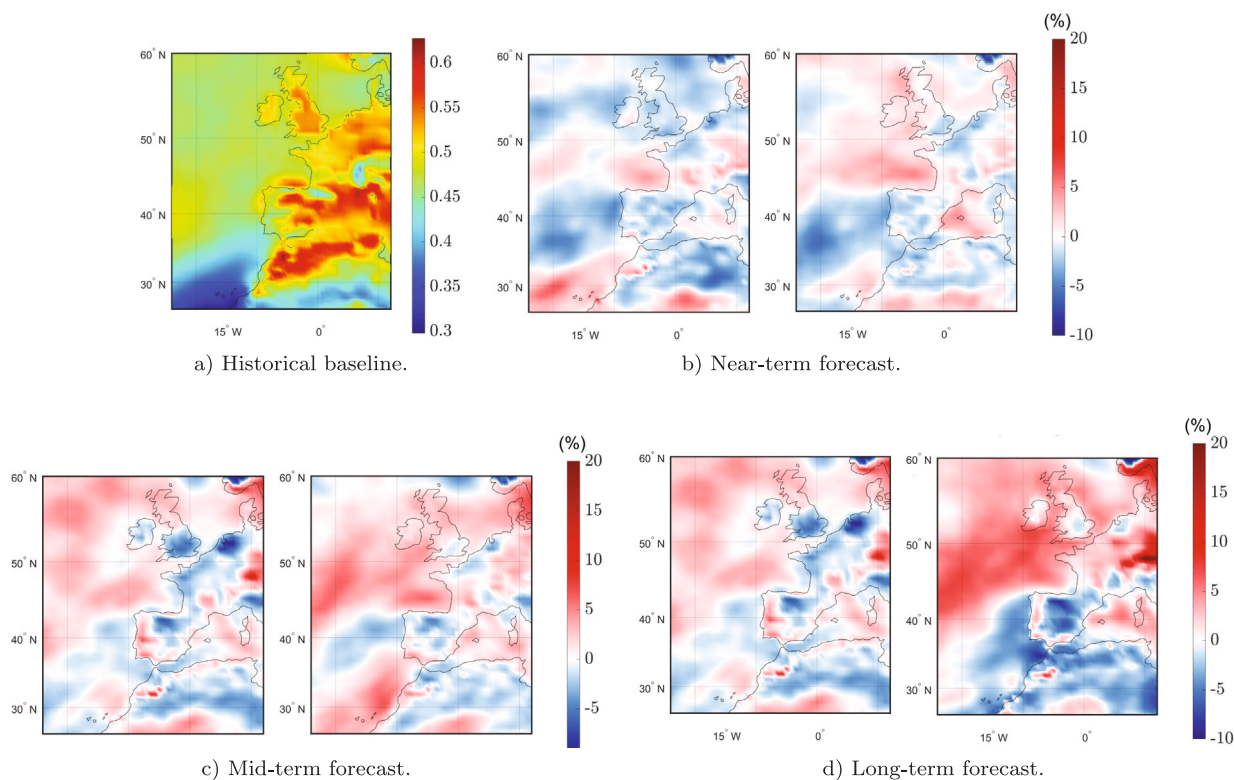 60° N
50° N
40° N
30° N
15° W
0°
0.6
0.55
0.5
0.45
0.4
0.35
0.3
a) Historical baseline.
(%)
60° N
50° N
40° N
30° N
15° W
0°
60° N
50° N
40° N
30° N
15° W
0°
20
15
10
5
0
-5
-10
b) Near-term forecast.
(%)
60° N
50° N
40° N
30° N
15° W
0°
60° N
50° N
40° N
30° N
15° W
0°
20
15
10
5
0
-5
c) Mid-term forecast.
(%)
60° N
50° N
40° N
30° N
15° W
0°
60° N
50° N
40° N
30° N
15° W
0°
20
15
10
5
0
-5
-10
d) Long-term forecast.